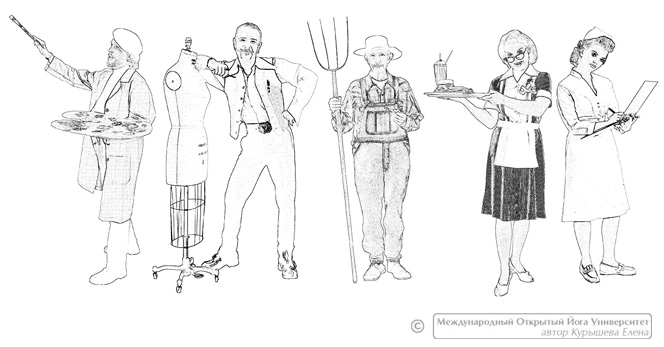 © Международный Открытый Йога Университет
автор Курышева Елена